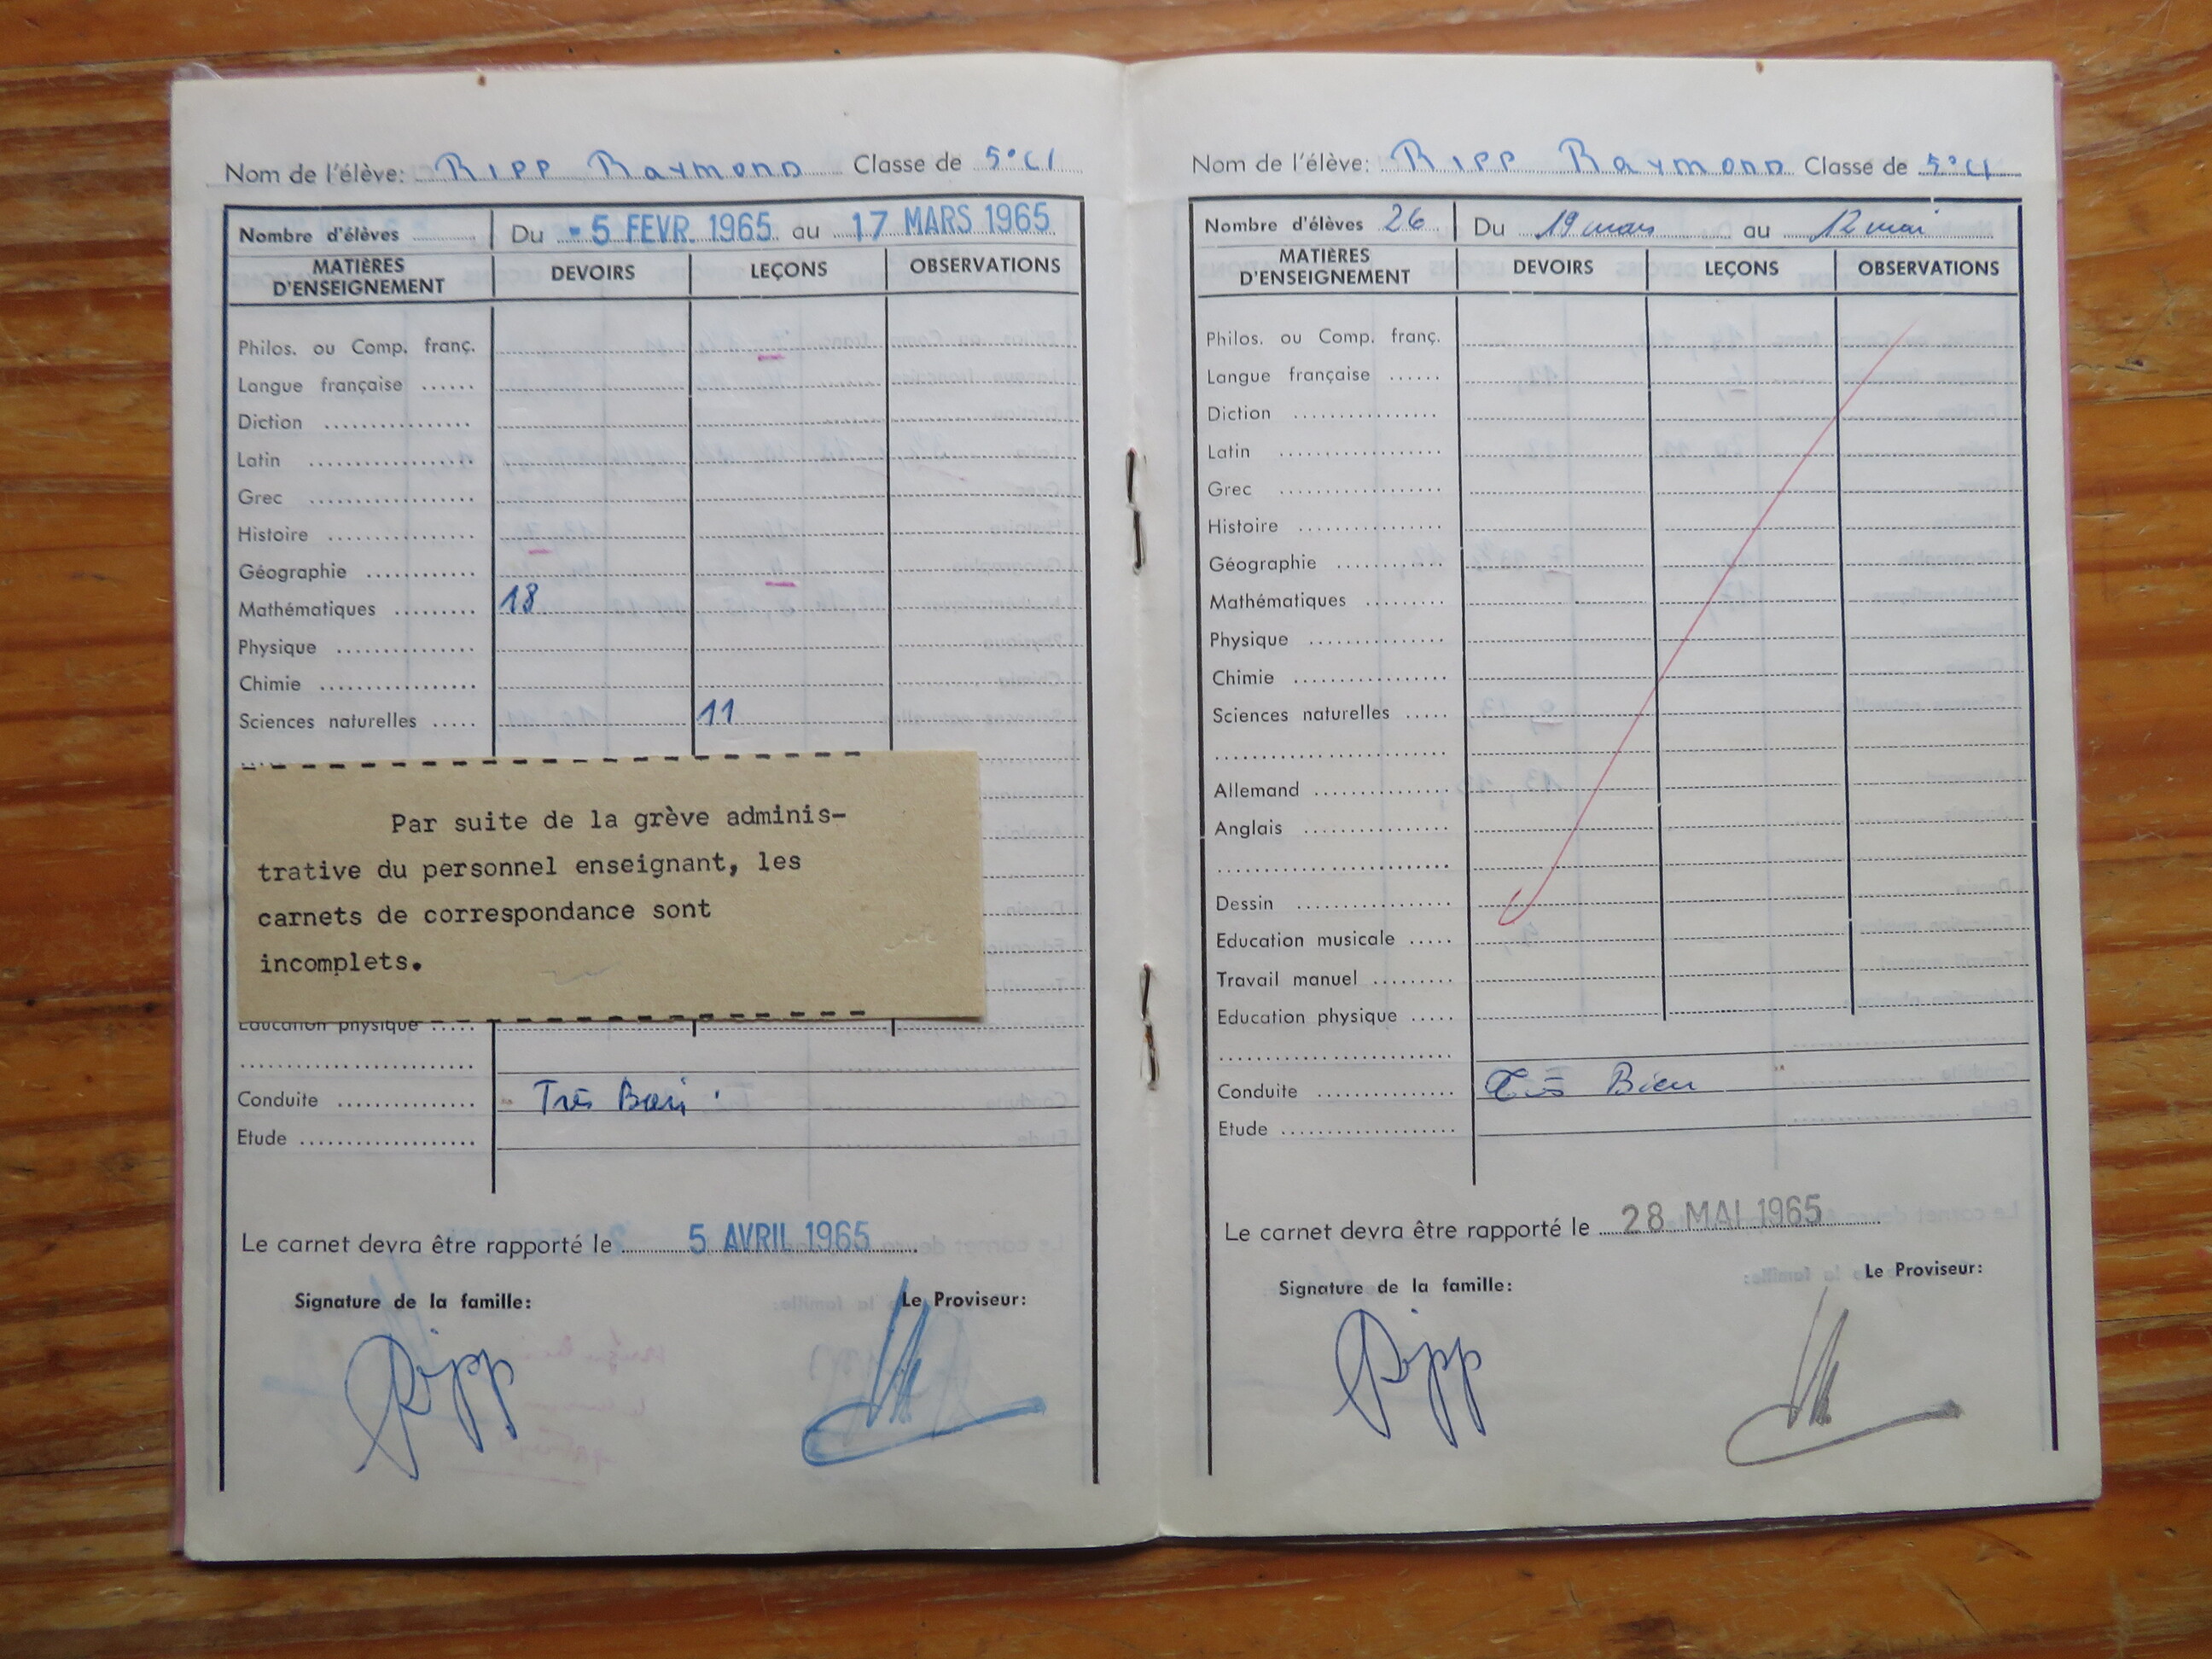 Nom de l'élève: Ripp Raymond Classe de 5° C1
Nombre d'élèves ........ Du - 5 FEVR. 1965 au 17 MARS 1965
MATIÈRES D'ENSEIGNEMENT DEVOIRS LEÇONS OBSERVATIONS
Philos. ou Comp. franç.
Langue française ......
Diction ................
Latin ..................
Grec ..................
Histoire ................
Géographie ............
Mathématiques ......... 18
Physique ...............
Chimie .................
Sciences naturelles ..... 11
Par suite de la grève adminis-
trative du personnel enseignant, les
carnets de correspondance sont
incomplets.
Education physique .....
Conduite ............... Très Bien .
Etude ...................
Le carnet devra être rapporté le 5 AVRIL 1965
Signature de la famille: Le Proviseur:
Ripp
Nom de l'élève: Ripp Raymond Classe de 5° C1
Nombre d'élèves 26 Du 19 mars au 12 mai
MATIÈRES D'ENSEIGNEMENT DEVOIRS LEÇONS OBSERVATIONS
Philos. ou Comp. franç.
Langue française ......
Diction ................
Latin ..................
Grec ..................
Histoire ................
Géographie ............
Mathématiques .........
Physique ...............
Chimie .................
Sciences naturelles .....
Allemand ...............
Anglais ................
Dessin .................
Education musicale .....
Travail manuel .........
Education physique .....
Conduite ............... Très Bien
Etude ...................
Le carnet devra être rapporté le 28 MAI 1965
Signature de la famille: Le Proviseur:
Ripp